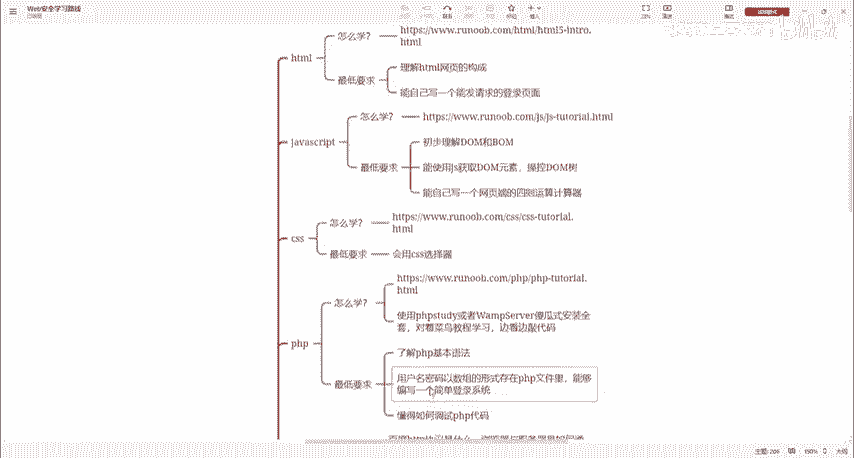 Web安全学习路线
html
怎么学?
https://www.runoob.com/html/html5-intro.
html
最低要求
理解html网页的构成
能自己写一个能发请求的登录页面
javascript
怎么学?
https://www.runoob.com/js/js-tutorial.html
最低要求
初步理解DOM和BOM
能使用js获取DOM元素，操控DOM树
能自己写一个网页端的四则运算计算器
css
怎么学?
https://www.runoob.com/css/css-tutorial.
html
最低要求
会用css选择器
php
怎么学?
https://www.runoob.com/php/php-tutorial.
html
使用phpstudy或者WampServer傻瓜式安装全
套，对着菜鸟教程学习，边看边敲代码
最低要求
了解php基本语法
用户名密码以数组的形式存在php文件里，能够
编写一个简单登录系统
懂得如何调试php代码
150%